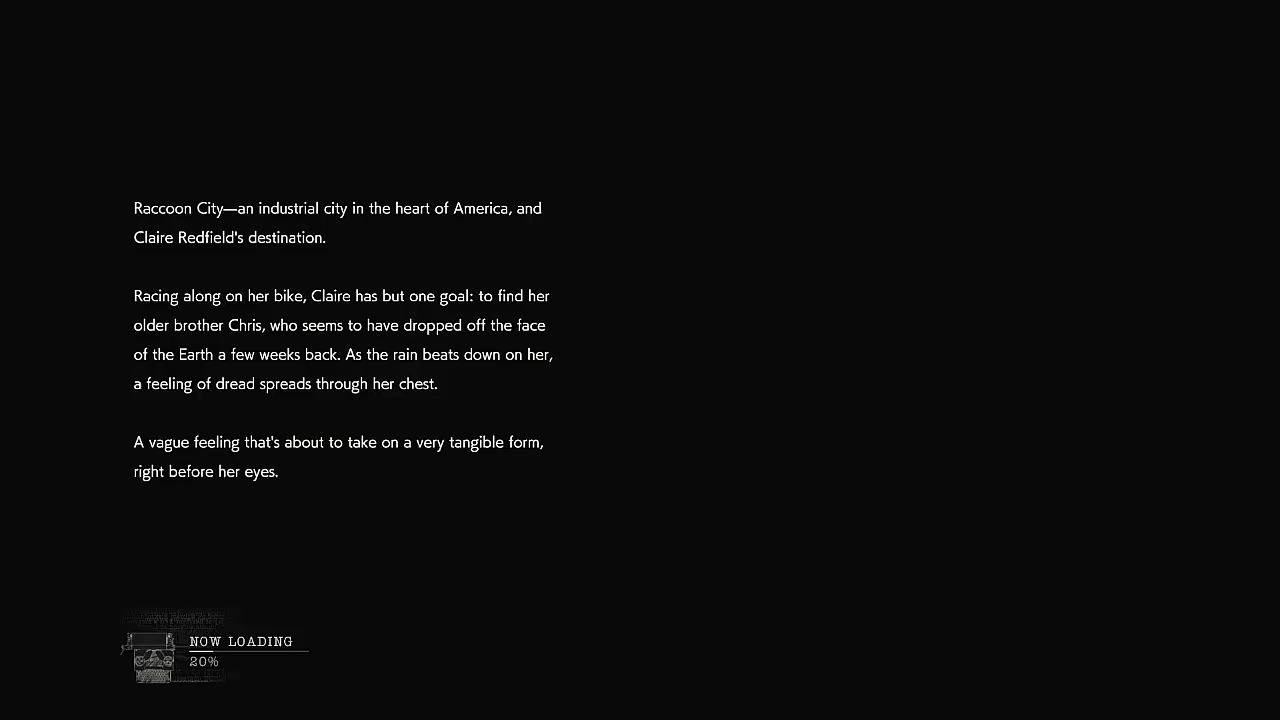 Raccoon City—an industrial city in the heart of America, and
Claire Redfield's destination.
Racing along on her bike, Claire has but one goal: to find her
older brother Chris, who seems to have dropped off the face
of the Earth a few weeks back. As the rain beats down on her,
a feeling of dread spreads through her chest.
A vague feeling that's about to take on a very tangible form,
right before her eyes.
NOW LOADING
20%